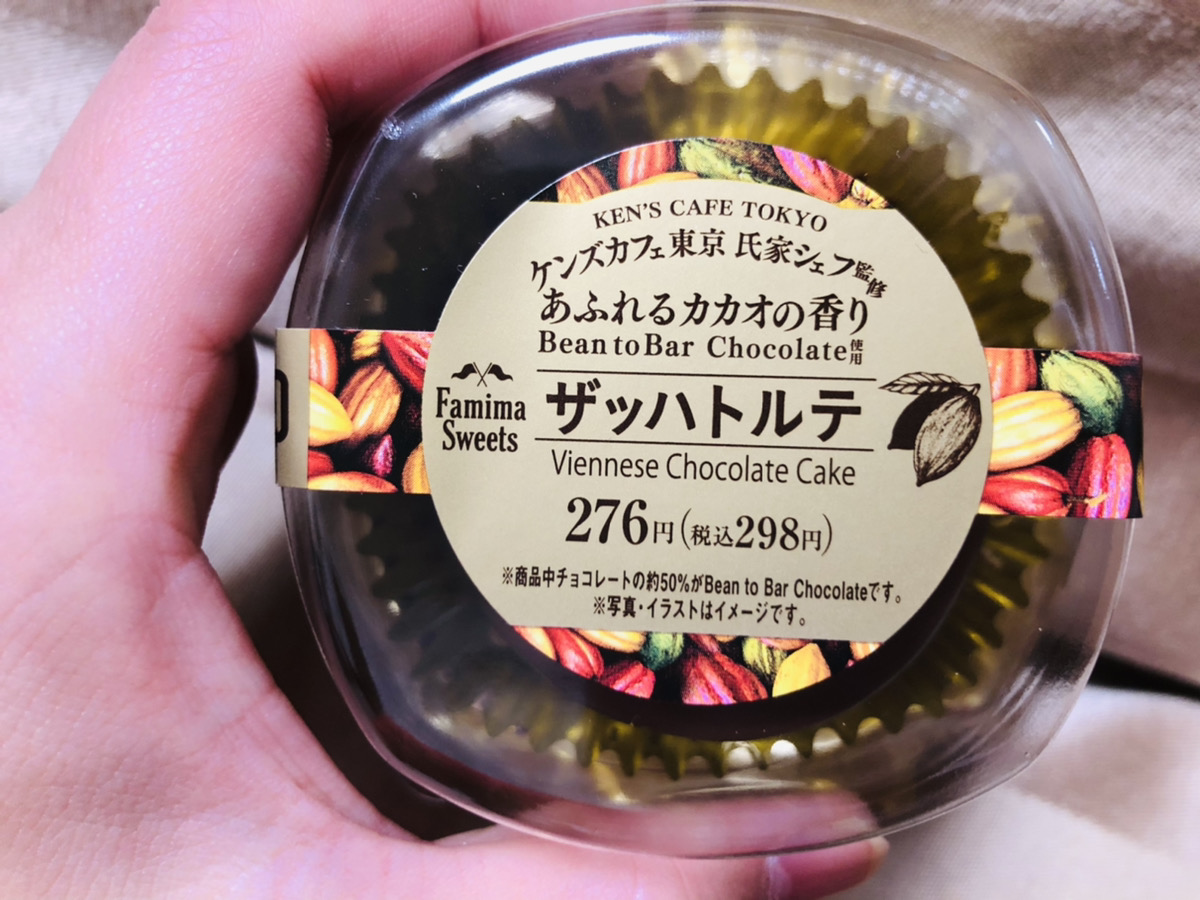 KEN'S CAFE TOKYO
ケンズカフェ東京 氏家シェフ監修
あふれるカカオの香り
Bean to Bar Chocolate使用
Famima
Sweets
ザッハトルテ
Viennese Chocolate Cake
276円(税込298円)
※商品中チョコレートの約50%がBean to Bar Chocolateです。
※写真・イラストはイメージです。